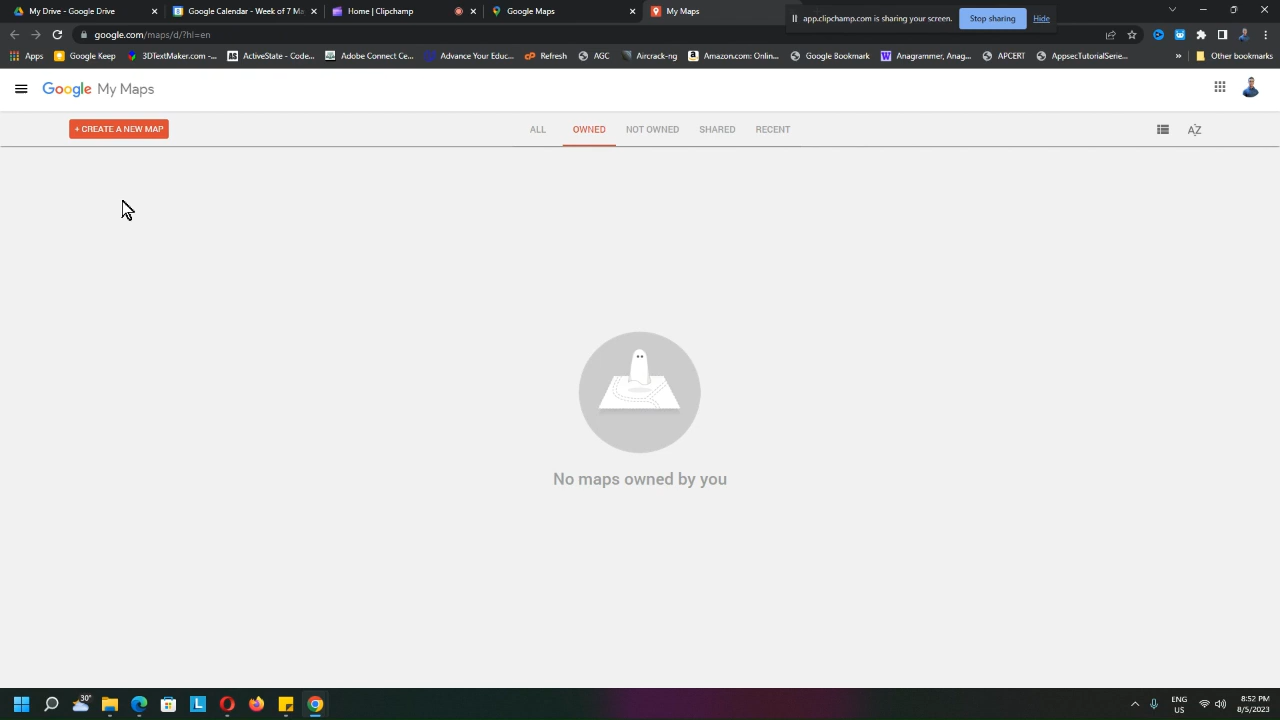 My Drive - Google Drive
Google Calendar - Week of 7 Ma
Home | Clipchamp
Google Maps
My Maps
app.clipchamp.com is sharing your screen.
Stop sharing
Hide
google.com/maps/d/?hl=en
Apps
Google Keep
3DTextMaker.com -...
ActiveState - Code...
Adobe Connect Ce...
Advance Your Educ...
Refresh
AGC
Aircrack-ng
Amazon.com: Onlin...
Google Bookmark
Anagrammer, Anag...
APCERT
AppsecTutorialSerie...
»
Other bookmarks
Google My Maps
+ CREATE A NEW MAP
ALL
OWNED
NOT OWNED
SHARED
RECENT
AZ
No maps owned by you
30°
ENG
US
8:52 PM
8/5/2023